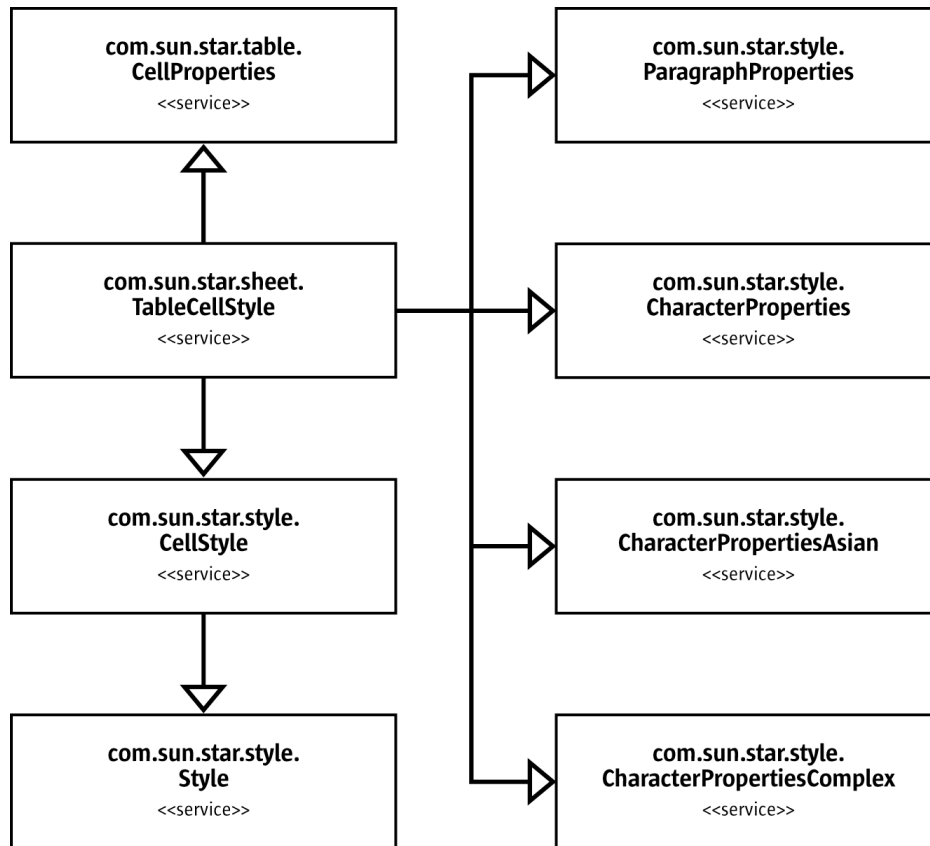 com.sun.star.table.
CellProperties
<<service>>
com.sun.star.style.
ParagraphProperties
<<service>>
com.sun.star.sheet.
TableCellStyle
<<service>>
com.sun.star.style.
CharacterProperties
<<service>>
com.sun.star.style.
CellStyle
<<service>>
com.sun.star.style.
CharacterPropertiesAsian
<<service>>
com.sun.star.style.
Style
<<service>>
com.sun.star.style.
CharacterPropertiesComplex
<<service>>